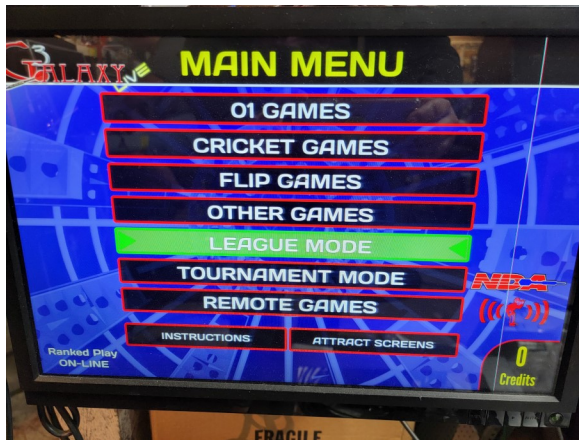 G3
GALAXY
LIVE
MAIN MENU
01 GAMES
CRICKET GAMES
FLIP GAMES
OTHER GAMES
LEAGUE MODE
TOURNAMENT MODE
NDA
REMOTE GAMES
INSTRUCTIONS
ATTRACT SCREENS
Ranked Play
ON-LINE
0
Credits
FRAGILE